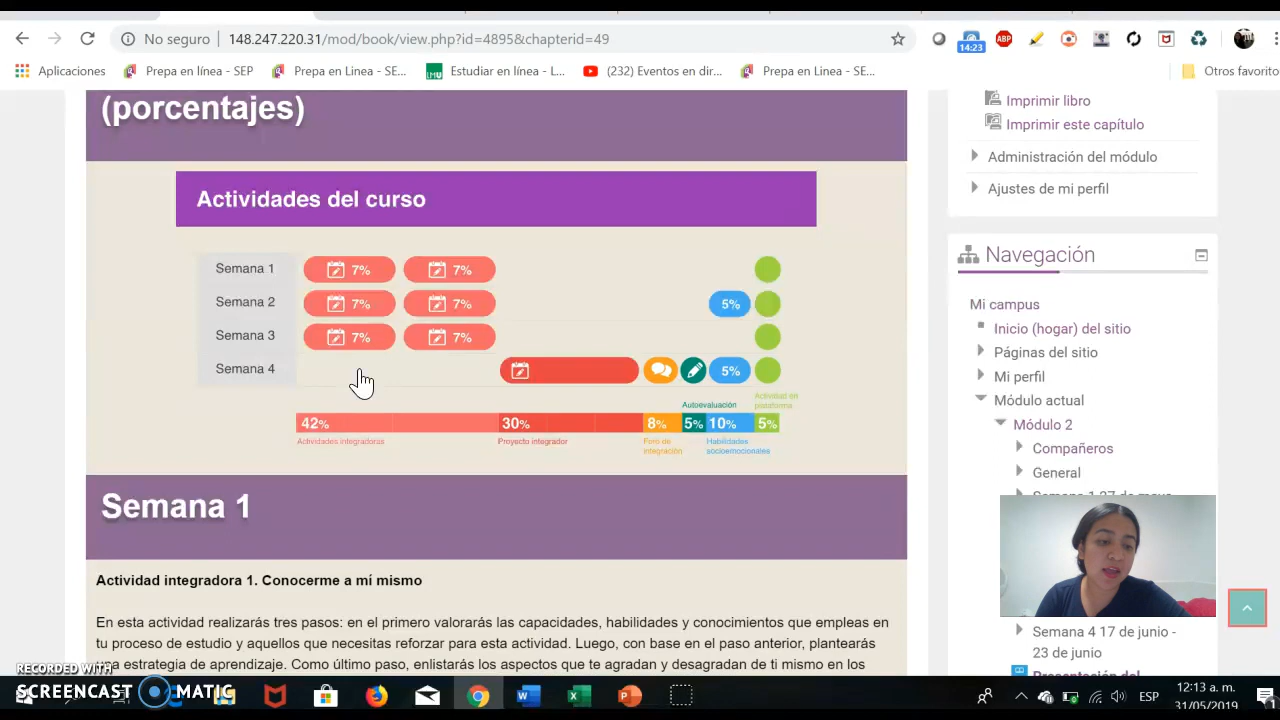 No seguro
148.247.220.31/mod/book/view.php?id=4895&chapterid=49
14:23
ABP
Aplicaciones
Prepa en línea - SEP
Prepa en Linea - SE...
Estudiar en línea - L...
(232) Eventos en dir...
Prepa en Linea - SE...
Otros favorito
(porcentajes)
Imprimir libro
Imprimir este capítulo
Administración del módulo
Ajustes de mi perfil
Actividades del curso
Semana 1
7%
7%
Semana 2
7%
7%
5%
Semana 3
7%
7%
Semana 4
5%
Actividad en
plataforma
Autoevaluación
42%
30%
8%
5%
10%
5%
Actividades integradoras
Proyecto integrador
Foro de
integración
Habilidades
socioemocionales
Navegación
Mi campus
Inicio (hogar) del sitio
Páginas del sitio
Mi perfil
Módulo actual
Módulo 2
Compañeros
General
Semana 1 27 de mayo
Semana 4 17 de junio -
23 de junio
Presentación del
Semana 1
Actividad integradora 1. Conocerme a mí mismo
En esta actividad realizarás tres pasos: en el primero valorarás las capacidades, habilidades y conocimientos que empleas en
tu proceso de estudio y aquellos que necesitas reforzar para esta actividad. Luego, con base en el paso anterior, plantearás
una estrategia de aprendizaje. Como último paso, enlistarás los aspectos que te agradan y desagradan de ti mismo en los
RECORDED WITH
SCREENCAST MATIC
ESP
12:13 a. m.
31/05/2019